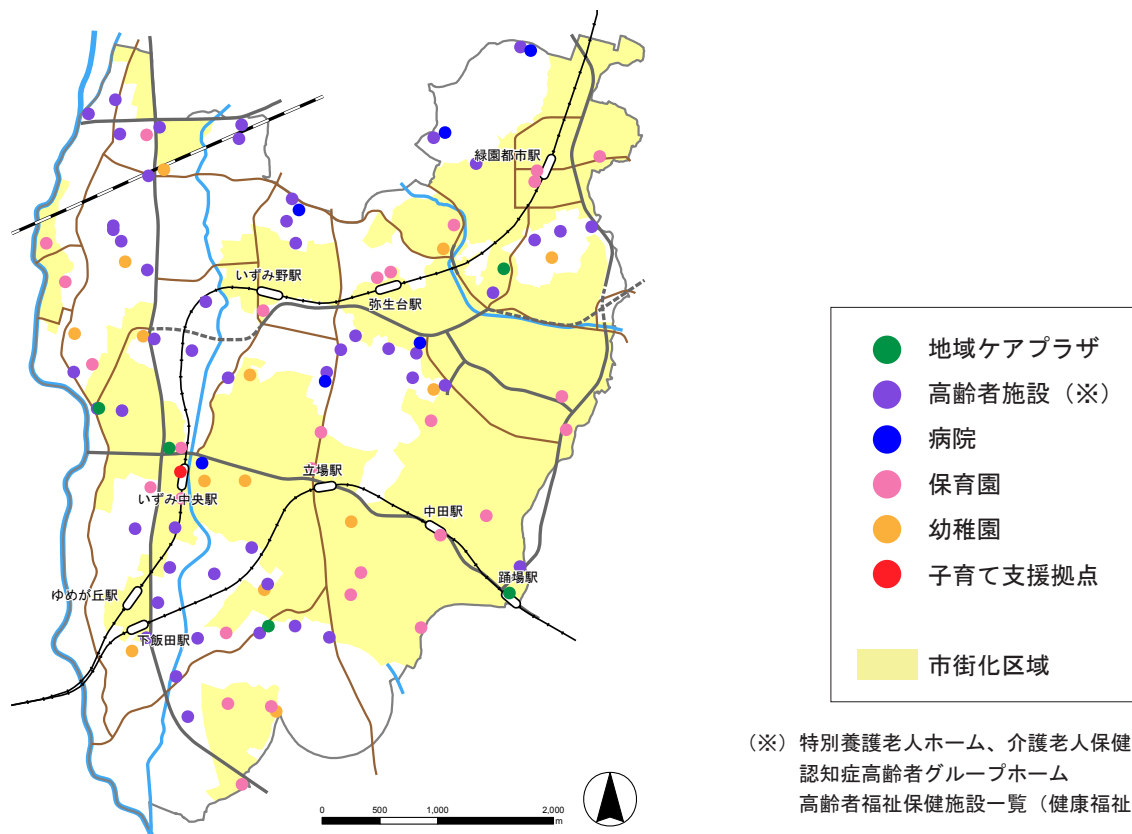 緑園都市駅
いずみ野駅
弥生台駅
立場駅
いずみ中央駅
中田駅
踊場駅
ゆめが丘駅
下飯田駅
0 500 1,000 2,000
m
地域ケアプラザ
高齢者施設（※）
病院
保育園
幼稚園
子育て支援拠点
市街化区域
（※）特別養護老人ホーム、介護老人保健
認知症高齢者グループホーム
高齢者福祉保健施設一覧（健康福祉